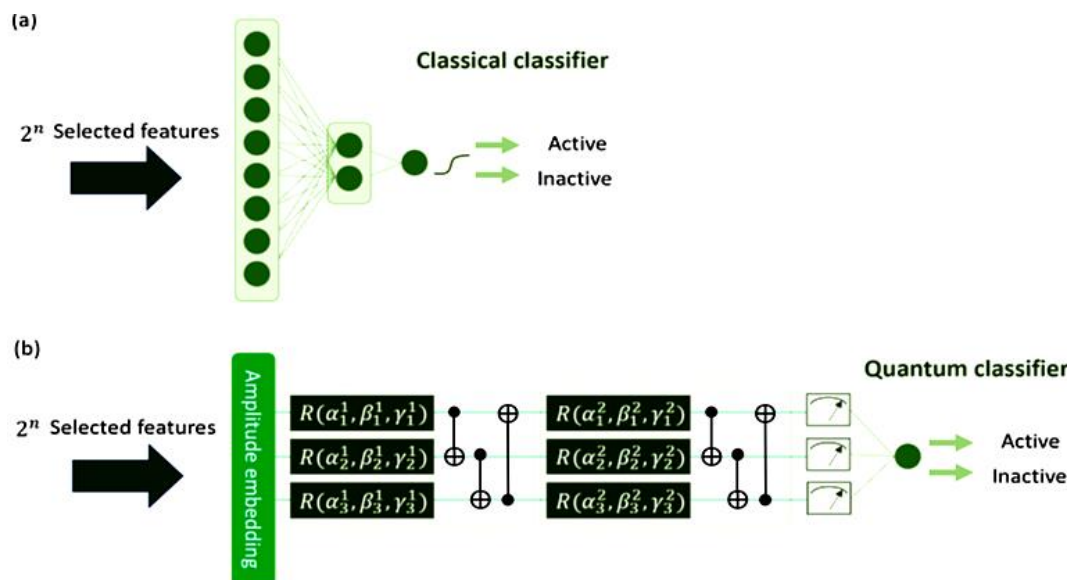 (a)
Classical classifier
2ⁿ Selected features
Active
Inactive
(b)
Quantum classifier
2ⁿ Selected features
Amplitude embedding
R(α₁¹, β₁¹, γ₁¹)
R(α₂¹, β₂¹, γ₂¹)
R(α₃¹, β₃¹, γ₃¹)
R(α₁², β₁², γ₁²)
R(α₂², β₂², γ₂²)
R(α₃², β₃², γ₃²)
Active
Inactive